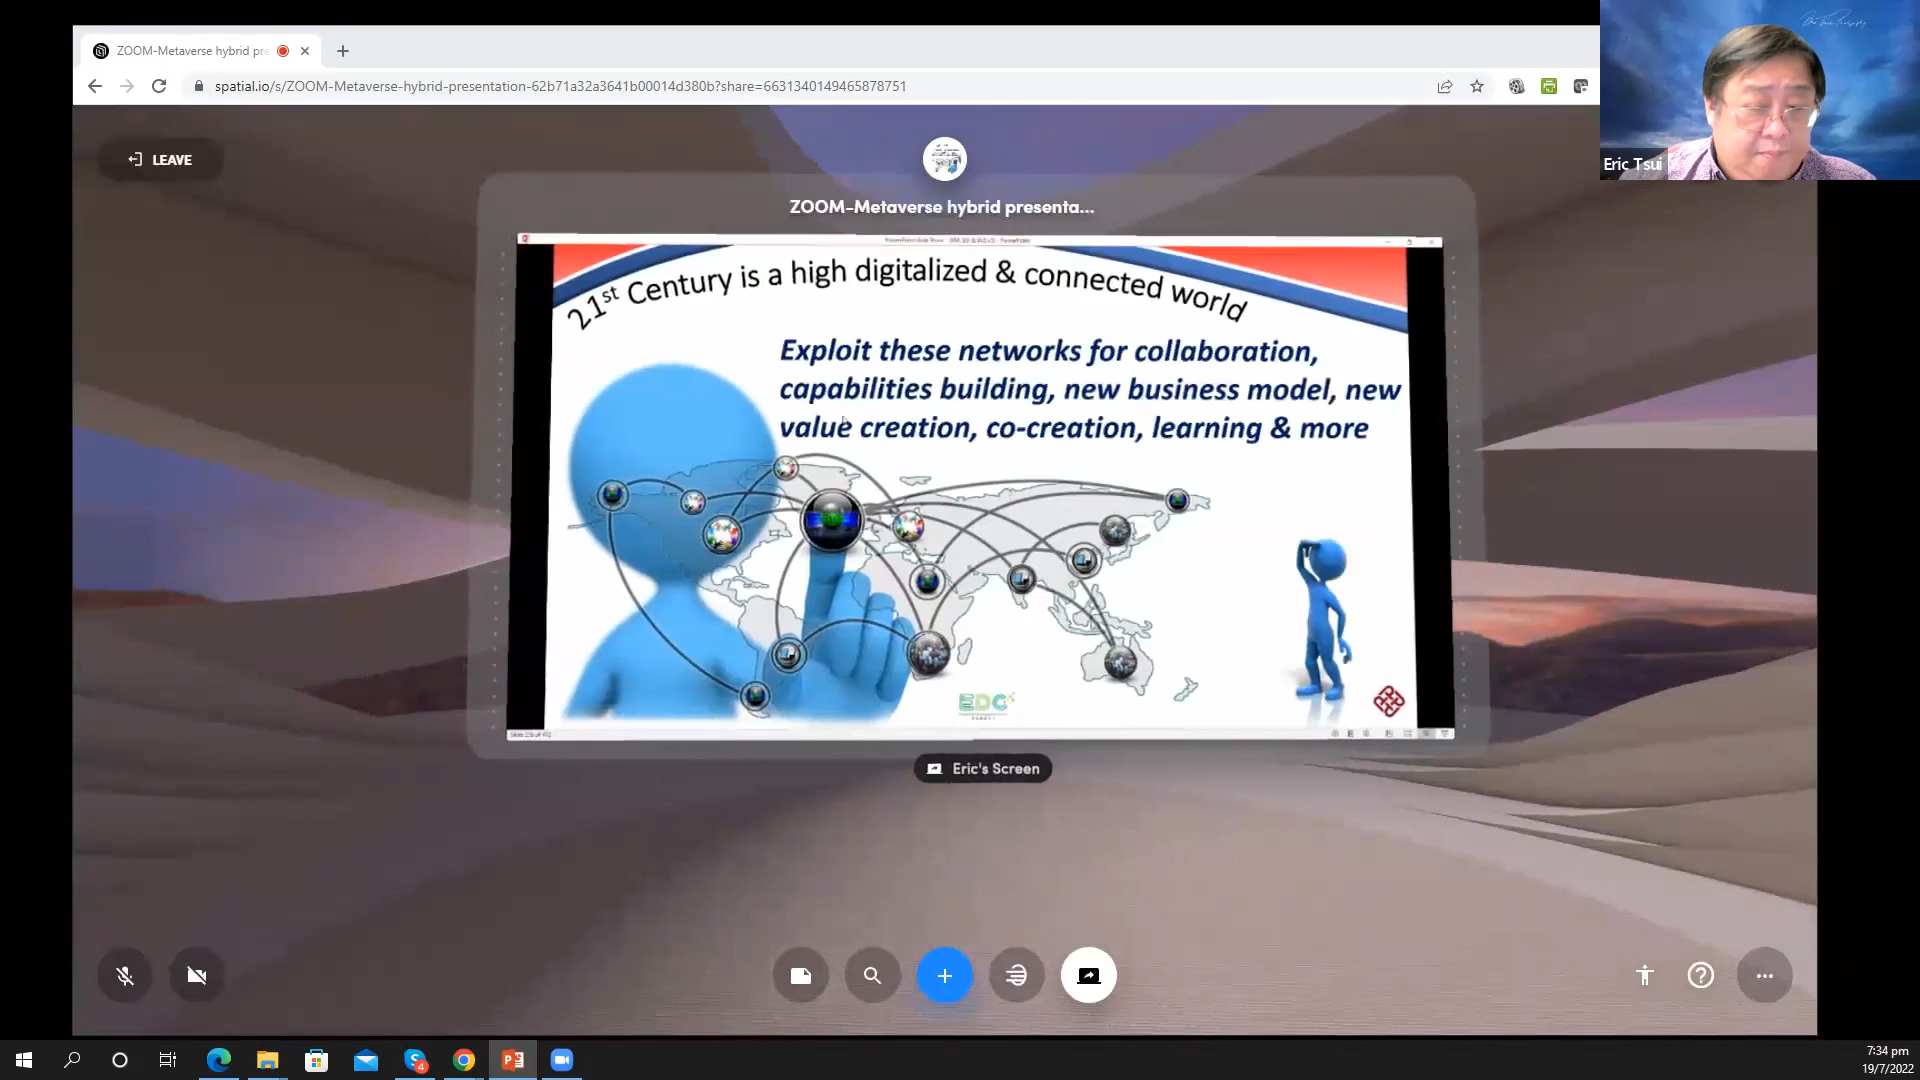 ZOOM-Metaverse hybrid pre
spatial.io/s/ZOOM-Metaverse-hybrid-presentation-62b71a32a3641b00014d380b?share=6631340149465878751
Eric Tsui
LEAVE
ZOOM-Metaverse hybrid presenta...
21st Century is a high digitalized & connected world
Exploit these networks for collaboration,
capabilities building, new business model, new
value creation, co-creation, learning & more
EDC
Eric's Screen
4
7:34 pm
19/7/2022